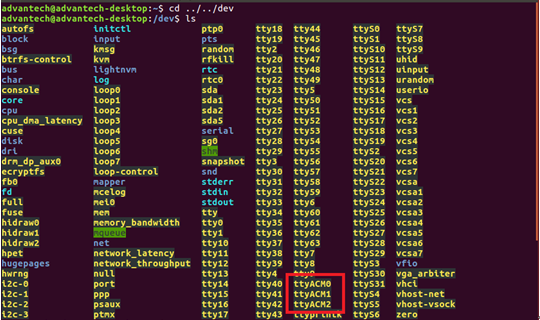 advantech@advantech-desktop:~$ cd ../../dev
advantech@advantech-desktop:/dev$ ls
autofs initctl ptp0 tty18 tty44 ttyS0 ttyS7
block input pts tty19 tty45 ttyS1 ttyS8
bsg kmsg random tty2 tty46 ttyS10 ttyS9
btrfs-control kvm rfkill tty20 tty47 ttyS11 uhid
bus lightnvm rtc tty21 tty48 ttyS12 uinput
char log rtc0 tty22 tty49 ttyS13 urandom
console loop0 sda tty23 tty5 ttyS14 userio
core loop1 sda1 tty24 tty50 ttyS15 vcs
cpu loop2 sda2 tty25 tty51 ttyS16 vcs1
cpu_dma_latency loop3 sda5 tty26 tty52 ttyS17 vcs2
cuse loop4 serial tty27 tty53 ttyS18 vcs3
disk loop5 sg0 tty28 tty54 ttyS19 vcs4
dri loop6 shm tty29 tty55 ttyS2 vcs5
drm_dp_aux0 loop7 snapshot tty3 tty56 ttyS20 vcs6
ecryptfs loop-control snd tty30 tty57 ttyS21 vcs7
fb0 mapper stderr tty31 tty58 ttyS22 vcsa
fd mcelog stdin tty32 tty59 ttyS23 vcsa1
full mei0 stdout tty33 tty6 ttyS24 vcsa2
fuse mem tty tty34 tty60 ttyS25 vcsa3
hidraw0 memory_bandwidth tty0 tty35 tty61 ttyS26 vcsa4
hidraw1 mqueue tty1 tty36 tty62 ttyS27 vcsa5
hidraw2 net tty10 tty37 tty63 ttyS28 vcsa6
hpet network_latency tty11 tty38 tty7 ttyS29 vcsa7
hugepages network_throughput tty12 tty39 tty8 ttyS3 vfio
hwrng null tty13 tty4 tty9 ttyS30 vga_arbiter
i2c-0 port tty14 tty40 ttyACM0 ttyS31 vhci
i2c-1 ppp tty15 tty41 ttyACM1 ttyS4 vhost-net
i2c-2 psaux tty16 tty42 ttyACM2 ttyS5 vhost-vsock
i2c-3 ptmx tty17 tty43 ttyprintk ttyS6 zero